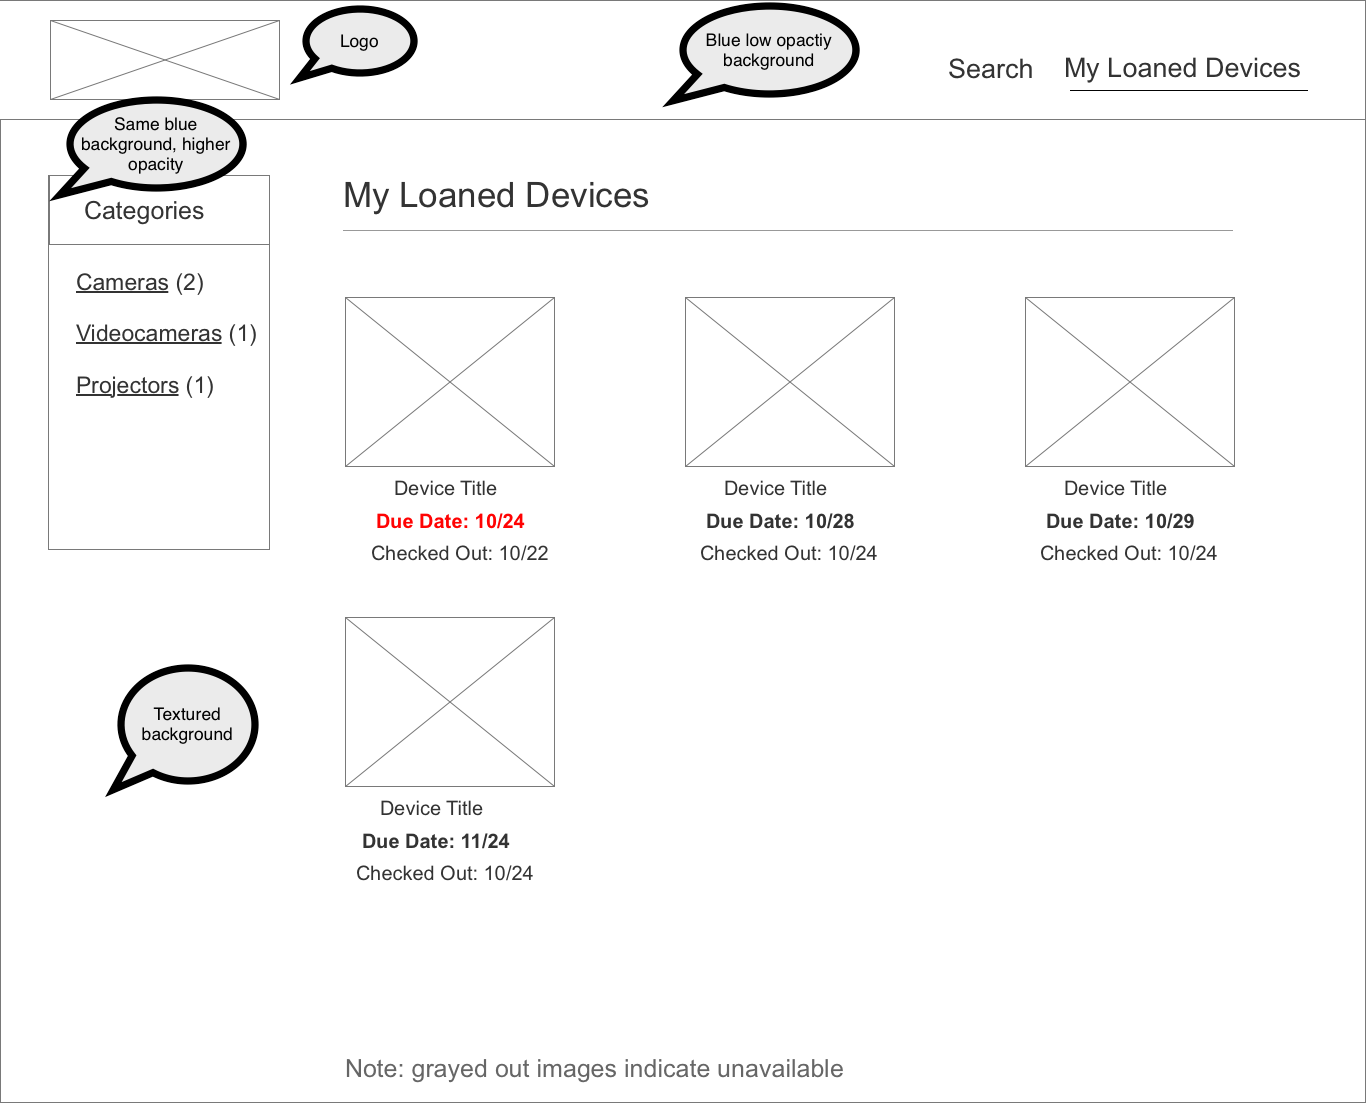 Logo
Blue low opactiy
background
Search
My Loaned Devices
Same blue
background, higher
opacity
Categories
Cameras (2)
Videocameras (1)
Projectors (1)
My Loaned Devices
Device Title
Due Date: 10/24
Checked Out: 10/22
Device Title
Due Date: 10/28
Checked Out: 10/24
Device Title
Due Date: 10/29
Checked Out: 10/24
Textured
background
Device Title
Due Date: 11/24
Checked Out: 10/24
Note: grayed out images indicate unavailable